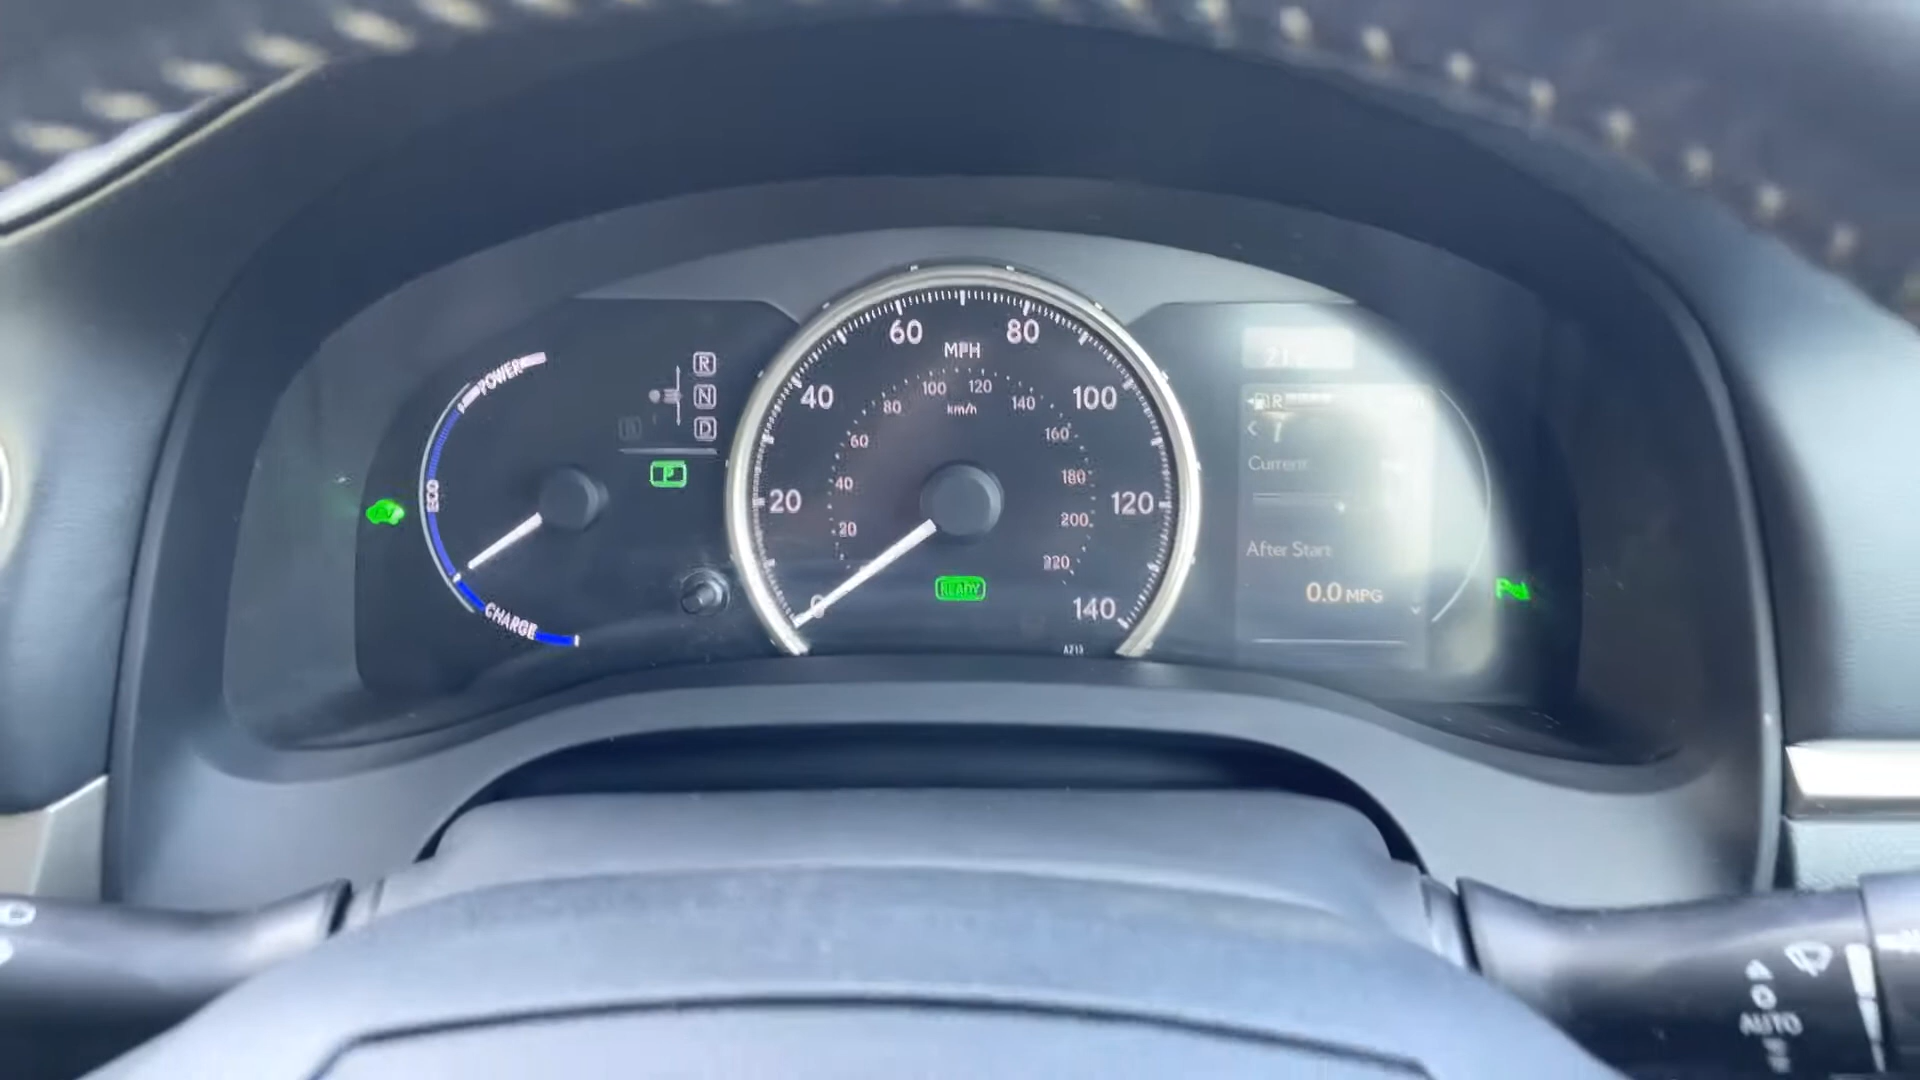 POWER
ECO
CHARGE
R
N
D
B
P
EV
MPH
0
20
40
60
80
100
120
140
km/h
20
40
60
80
100
120
140
160
180
200
220
READY
R
Current
After Start
0.0 MPG
AUTO